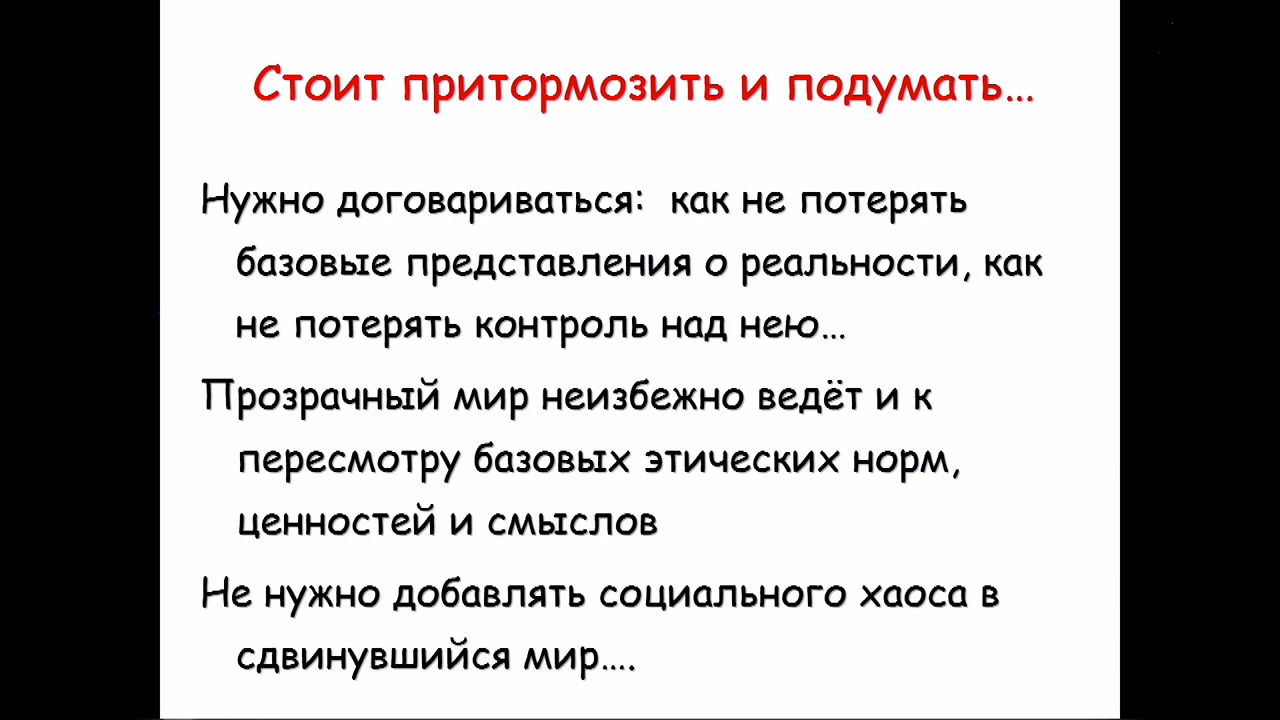 Стоит притормозить и подумать…
Нужно договариваться:  как не потерять
базовые представления о реальности, как
не потерять контроль над нею…
Прозрачный мир неизбежно ведёт и к
пересмотру базовых этических норм,
ценностей и смыслов
Не нужно добавлять социального хаоса в
сдвинувшийся мир….